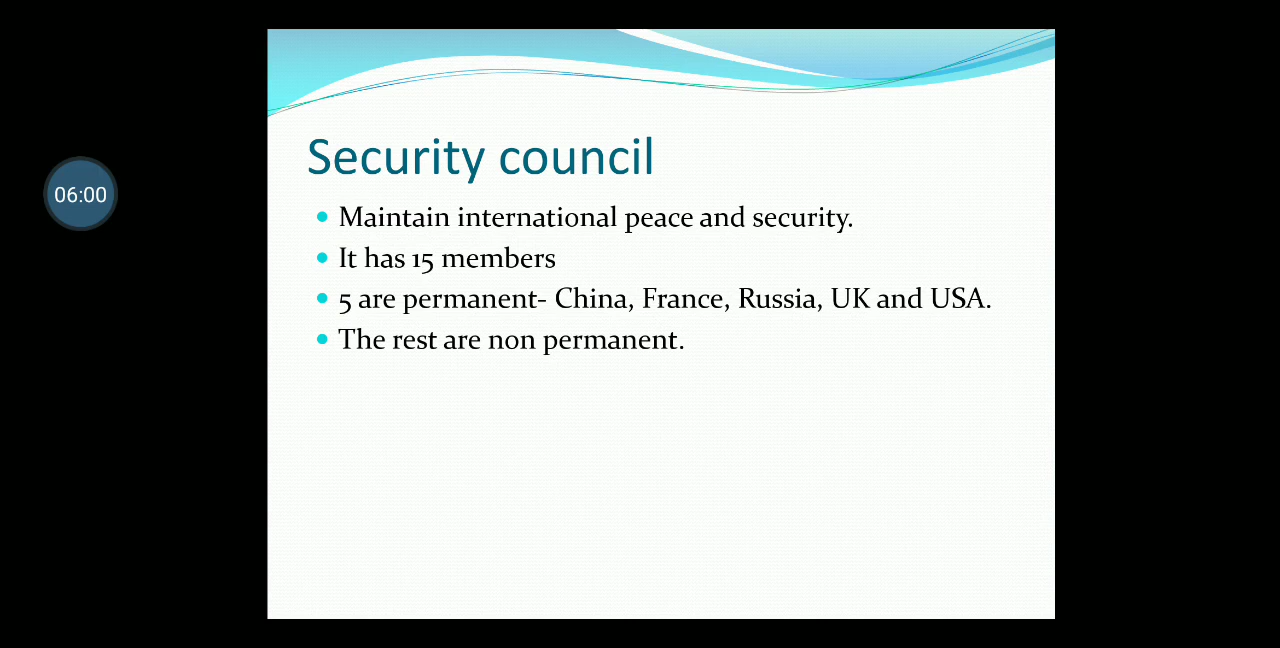 Security council
06:00
Maintain international peace and security.
It has 15 members
5 are permanent- China, France, Russia, UK and USA.
The rest are non permanent.